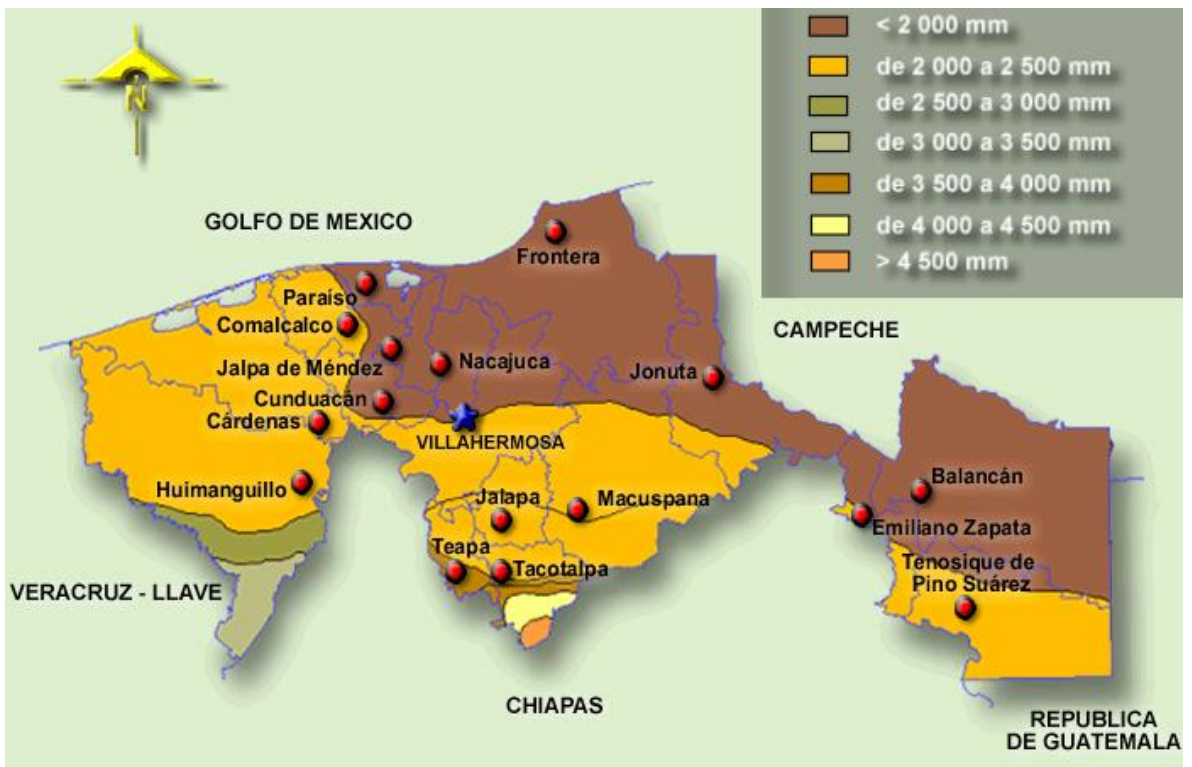 < 2 000 mm
de 2 000 a 2 500 mm
de 2 500 a 3 000 mm
de 3 000 a 3 500 mm
de 3 500 a 4 000 mm
de 4 000 a 4 500 mm
> 4 500 mm
N
GOLFO DE MEXICO
Frontera
Paraíso
Comalcalco
CAMPECHE
Jalpa de Méndez
Nacajuca
Jonuta
Cunduacán
Cárdenas
VILLAHERMOSA
Huimanguillo
Jalapa
Macuspana
Balancán
Emiliano Zapata
Teapa
Tacotalpa
Tenosique de
Pino Suárez
VERACRUZ - LLAVE
CHIAPAS
REPUBLICA
DE GUATEMALA